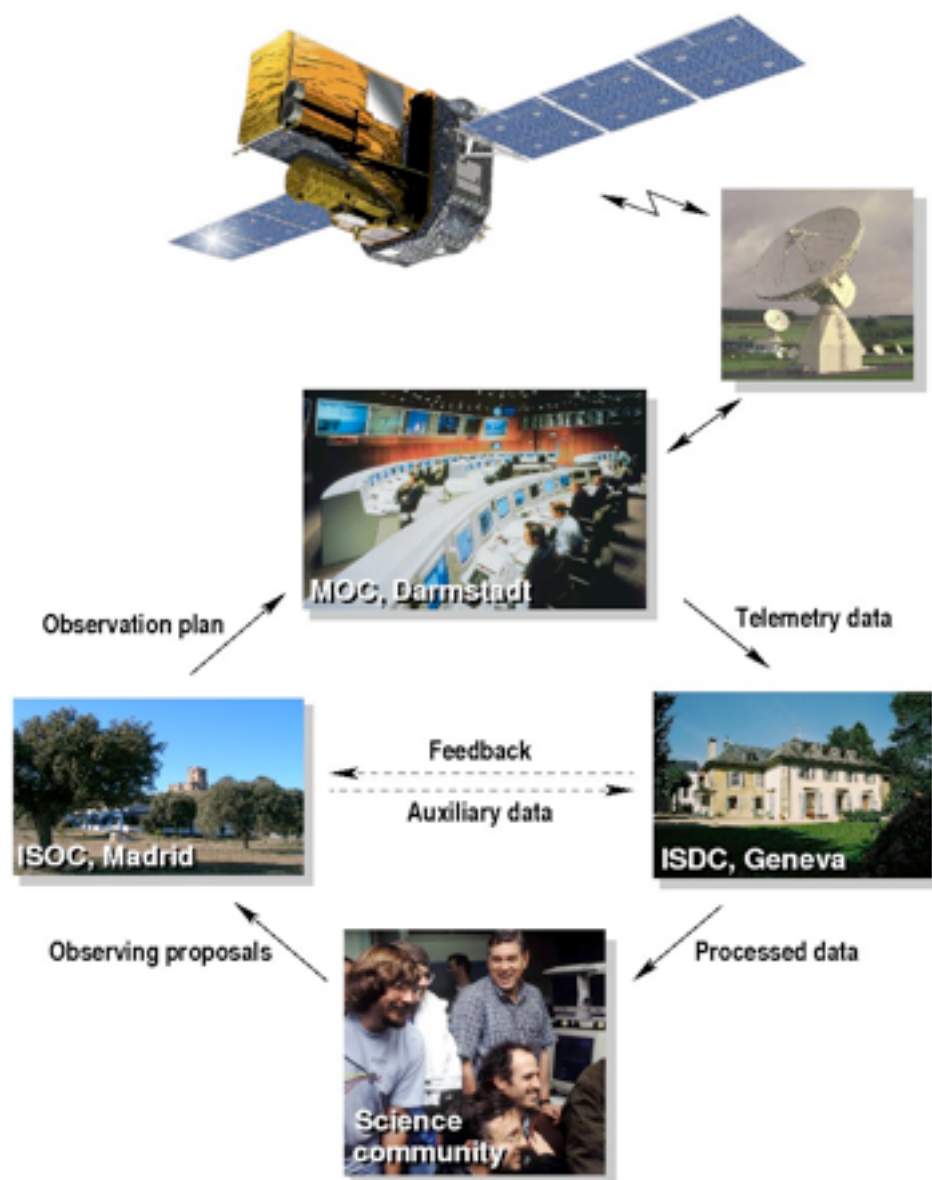 MOC, Darmstadt
Observation plan
Telemetry data
Feedback
Auxiliary data
ISOC, Madrid
ISDC, Geneva
Observing proposals
Processed data
Science
community